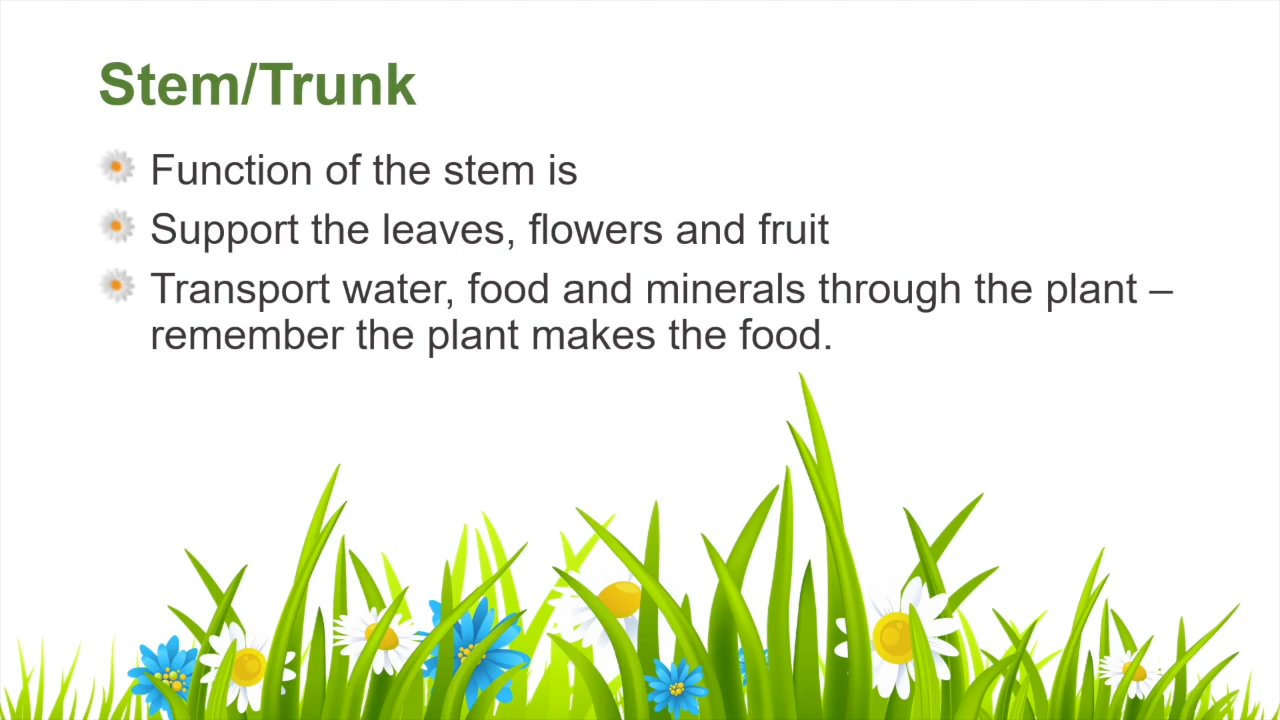 Stem/Trunk
Function of the stem is
Support the leaves, flowers and fruit
Transport water, food and minerals through the plant –
remember the plant makes the food.